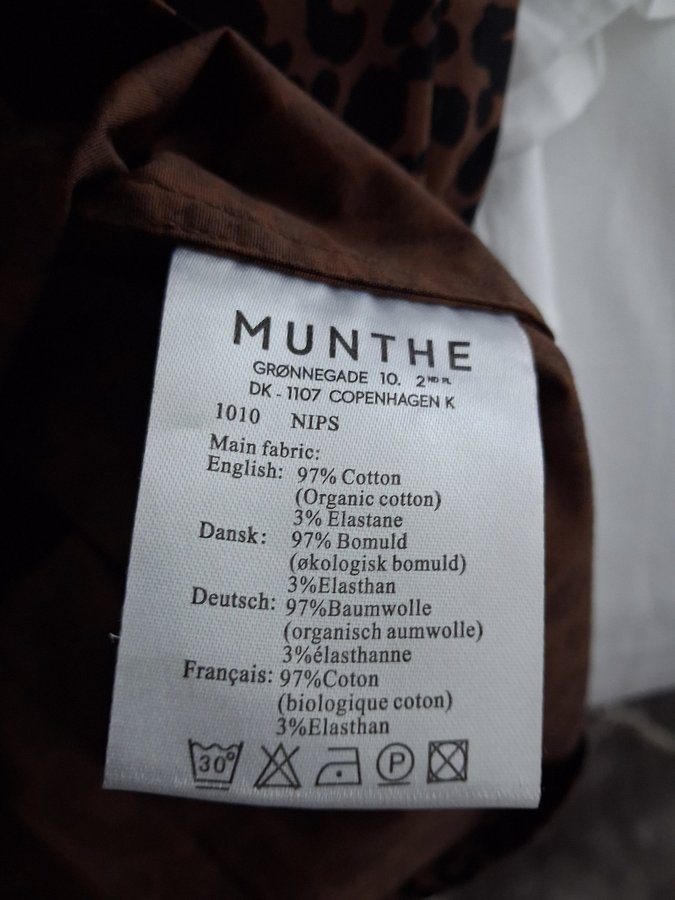 MUNTHE
GRØNNEGADE 10. 2ND PL
DK - 1107 COPENHAGEN K
1010 NIPS
Main fabric:
English: 97% Cotton
(Organic cotton)
3% Elastane
Dansk: 97% Bomuld
(økologisk bomuld)
3%Elasthan
Deutsch: 97%Baumwolle
(organisch aumwolle)
3%élasthanne
Français: 97%Coton
(biologique coton)
3%Elasthan
30° P